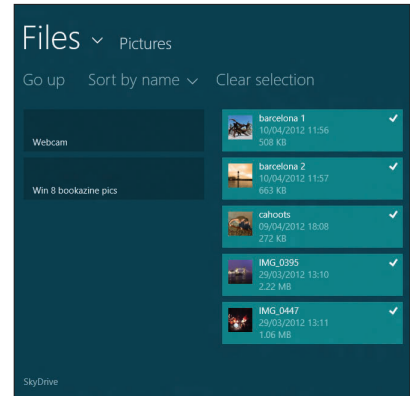 Files Pictures
Go up Sort by name Clear selection
Webcam
Win 8 bookazine pics
barcelona 1
10/04/2012 11:56
508 KB
barcelona 2
10/04/2012 11:57
663 KB
cahoots
09/04/2012 18:08
272 KB
IMG_0395
29/03/2012 13:10
2.22 MB
IMG_0447
29/03/2012 13:11
1.06 MB
SkyDrive